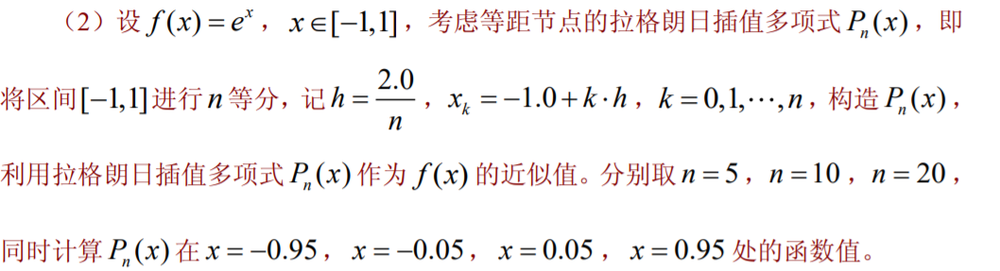 （2）设 f(x) = e^x， x∈[−1,1]，考虑等距节点的拉格朗日插值多项式 P_n(x)，即
将区间[−1,1]进行 n 等分，记 h = \frac{2.0}{n}， x_k = −1.0 + k·h， k = 0,1,⋯,n，构造 P_n(x)，
利用拉格朗日插值多项式 P_n(x) 作为 f(x) 的近似值。分别取 n = 5， n = 10， n = 20，
同时计算 P_n(x) 在 x = −0.95， x = −0.05， x = 0.05， x = 0.95 处的函数值。